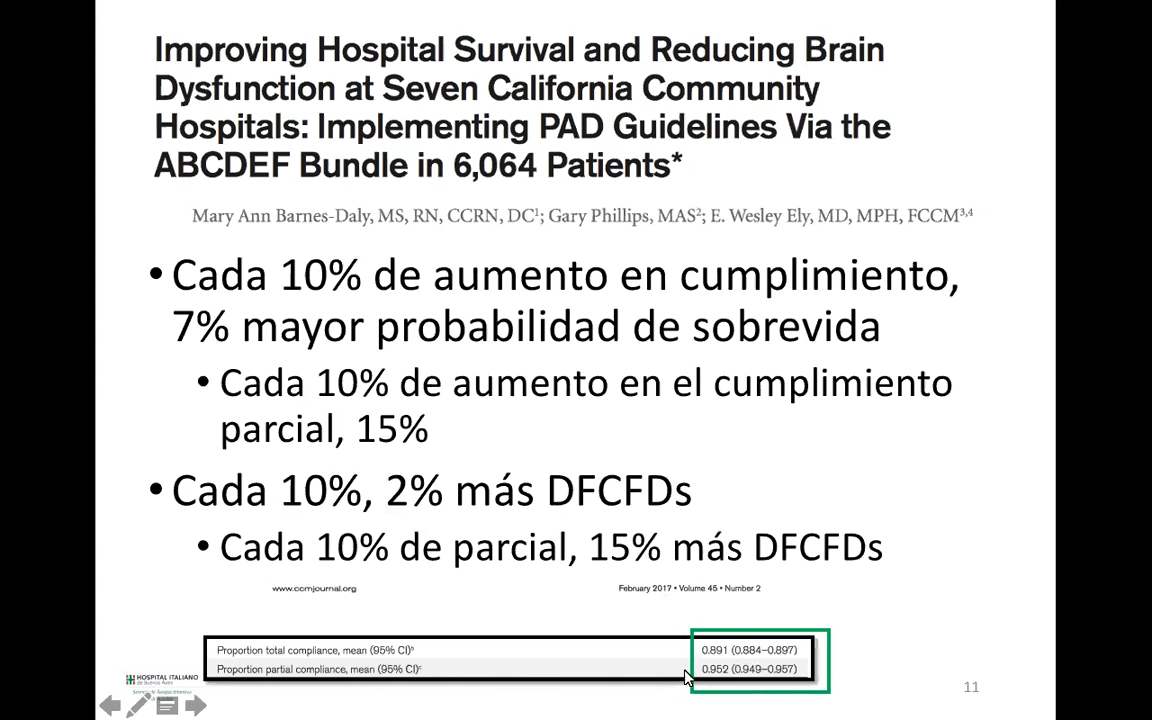 Improving Hospital Survival and Reducing Brain
Dysfunction at Seven California Community
Hospitals: Implementing PAD Guidelines Via the
ABCDEF Bundle in 6,064 Patients*
Mary Ann Barnes-Daly, MS, RN, CCRN, DC¹; Gary Phillips, MAS²; E. Wesley Ely, MD, MPH, FCCM³,⁴
• Cada 10% de aumento en cumplimiento,
7% mayor probabilidad de sobrevida
• Cada 10% de aumento en el cumplimiento
parcial, 15%
• Cada 10%, 2% más DFCFDs
• Cada 10% de parcial, 15% más DFCFDs
www.ccmjournal.org February 2017 • Volume 45 • Number 2
Proportion total compliance, mean (95% CI)ᵇ 0.891 (0.884–0.897)
Proportion partial compliance, mean (95% CI)ᶜ 0.952 (0.949–0.957)
HOSPITAL ITALIANO
de Buenos Aires
11